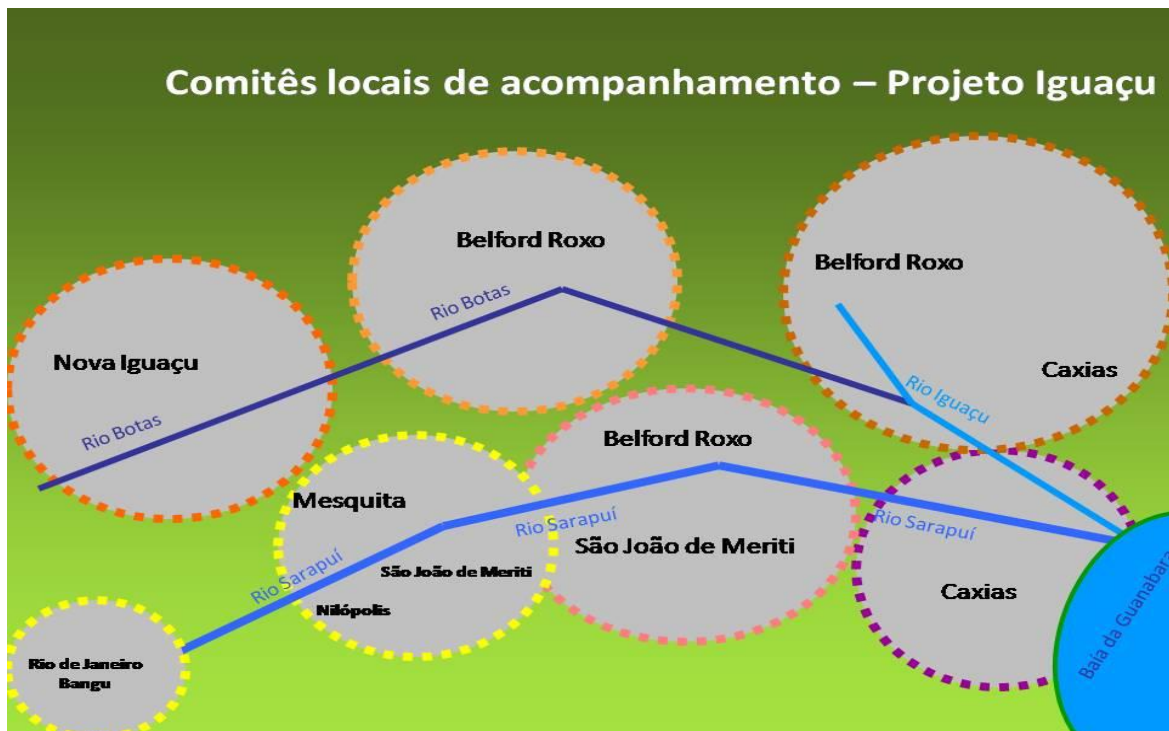 Comitês locais de acompanhamento – Projeto Iguaçu
Belford Roxo
Belford Roxo
Rio Botas
Nova Iguaçu
Caxias
Rio Iguaçu
Rio Botas
Belford Roxo
Mesquita
Rio Sarapuí
Rio Sarapuí
São João de Meriti
Rio Sarapuí
São João de Meriti
Nilópolis
Caxias
Baía da Guanabara
Rio de Janeiro
Bangu